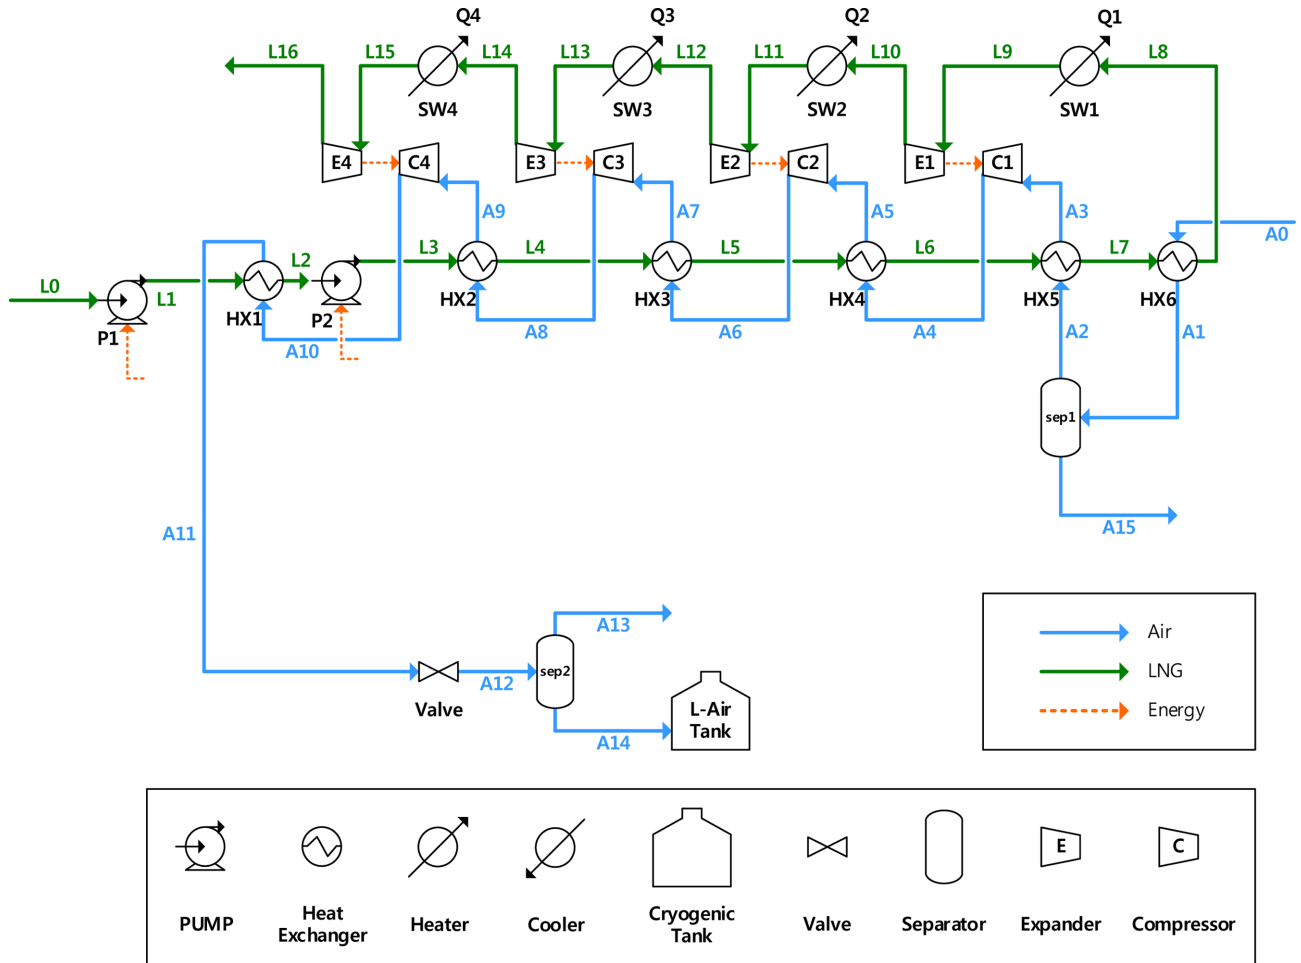 Q4
Q3
Q2
Q1
L16
L15
L14
L13
L12
L11
L10
L9
L8
SW4
SW3
SW2
SW1
E4
C4
E3
C3
E2
C2
E1
C1
A9
A7
A5
A3
A0
L0
L1
L2
L3
L4
L5
L6
L7
P1
HX1
P2
HX2
HX3
HX4
HX5
HX6
A10
A8
A6
A4
A2
A1
sep1
A15
A11
A13
sep2
A12
A14
Valve
L-Air
Tank
Air
LNG
Energy
E
C
PUMP
Heat
Exchanger
Heater
Cooler
Cryogenic
Tank
Valve
Separator
Expander
Compressor